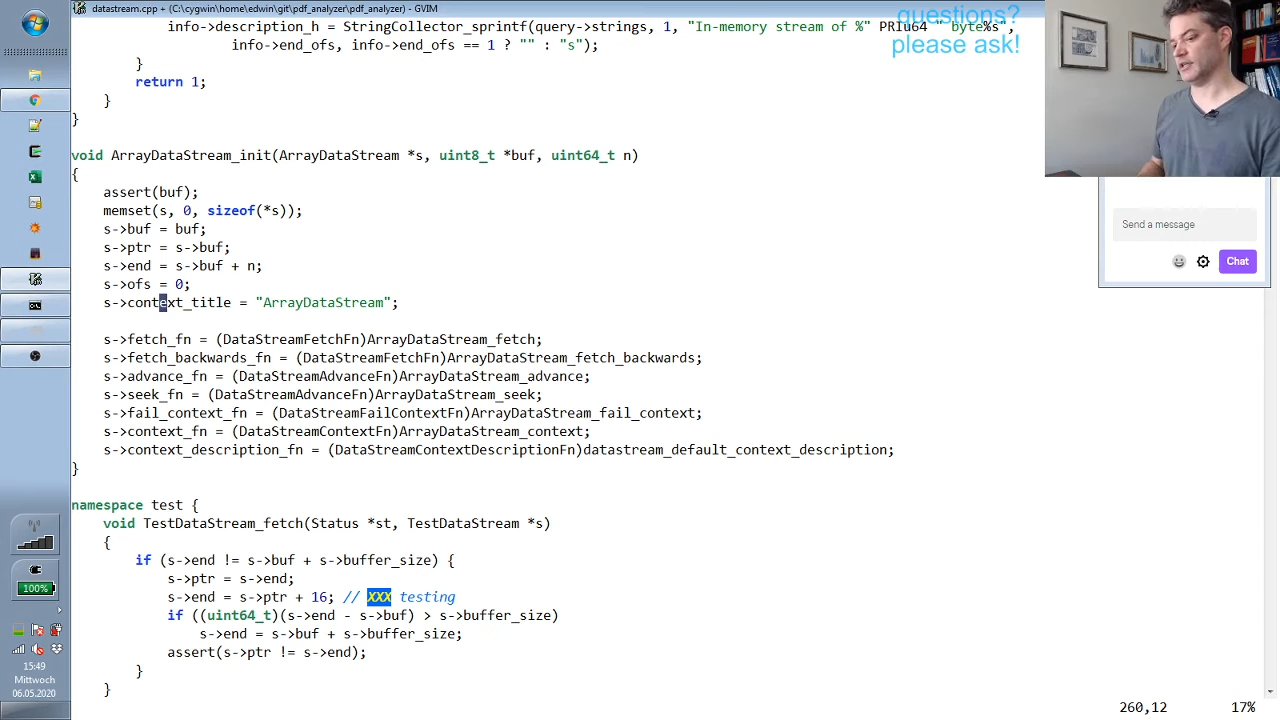 datastream.cpp + (C:\cygwin\home\edwin\git\pdf_analyzer\pdf_analyzer) - GVIM
info->description_h = StringCollector_sprintf(query->strings, 1, "In-memory stream of %" PRIu64 " byte%s",
info->end_ofs, info->end_ofs == 1 ? "" : "s");
}
return 1;
}
}
void ArrayDataStream_init(ArrayDataStream *s, uint8_t *buf, uint64_t n)
{
assert(buf);
memset(s, 0, sizeof(*s));
s->buf = buf;
s->ptr = s->buf;
s->end = s->buf + n;
s->ofs = 0;
s->context_title = "ArrayDataStream";
s->fetch_fn = (DataStreamFetchFn)ArrayDataStream_fetch;
s->fetch_backwards_fn = (DataStreamFetchFn)ArrayDataStream_fetch_backwards;
s->advance_fn = (DataStreamAdvanceFn)ArrayDataStream_advance;
s->seek_fn = (DataStreamAdvanceFn)ArrayDataStream_seek;
s->fail_context_fn = (DataStreamFailContextFn)ArrayDataStream_fail_context;
s->context_fn = (DataStreamContextFn)ArrayDataStream_context;
s->context_description_fn = (DataStreamContextDescriptionFn)datastream_default_context_description;
}
namespace test {
void TestDataStream_fetch(Status *st, TestDataStream *s)
{
if (s->end != s->buf + s->buffer_size) {
s->ptr = s->end;
s->end = s->ptr + 16; // XXX testing
if ((uint64_t)(s->end - s->buf) > s->buffer_size)
s->end = s->buf + s->buffer_size;
assert(s->ptr != s->end);
}
}
260,12 17%
questions?
please ask!
Send a message
Chat
100%
15:49
Mittwoch
06.05.2020